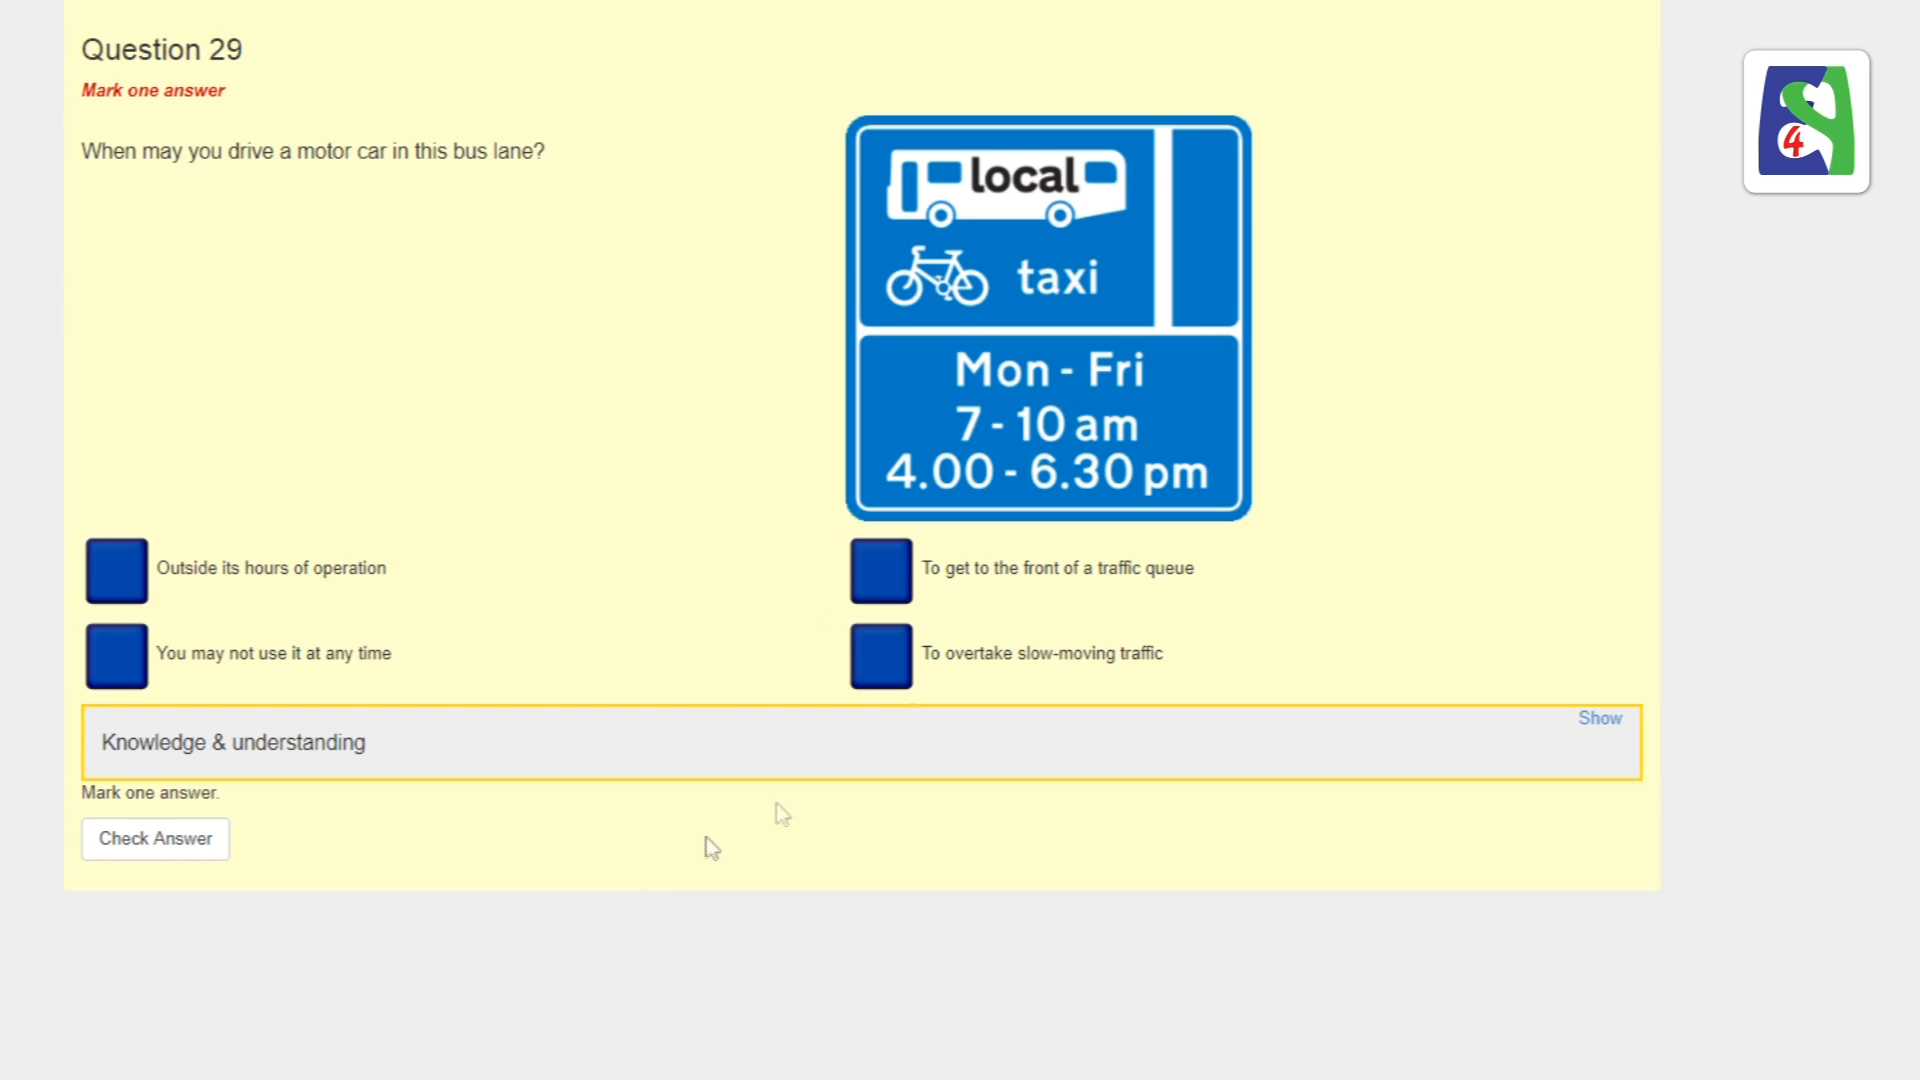 Question 29
Mark one answer
When may you drive a motor car in this bus lane?
local
taxi
Mon - Fri
7 - 10 am
4.00 - 6.30 pm
Outside its hours of operation
To get to the front of a traffic queue
You may not use it at any time
To overtake slow-moving traffic
Show
Knowledge & understanding
Mark one answer.
Check Answer
4